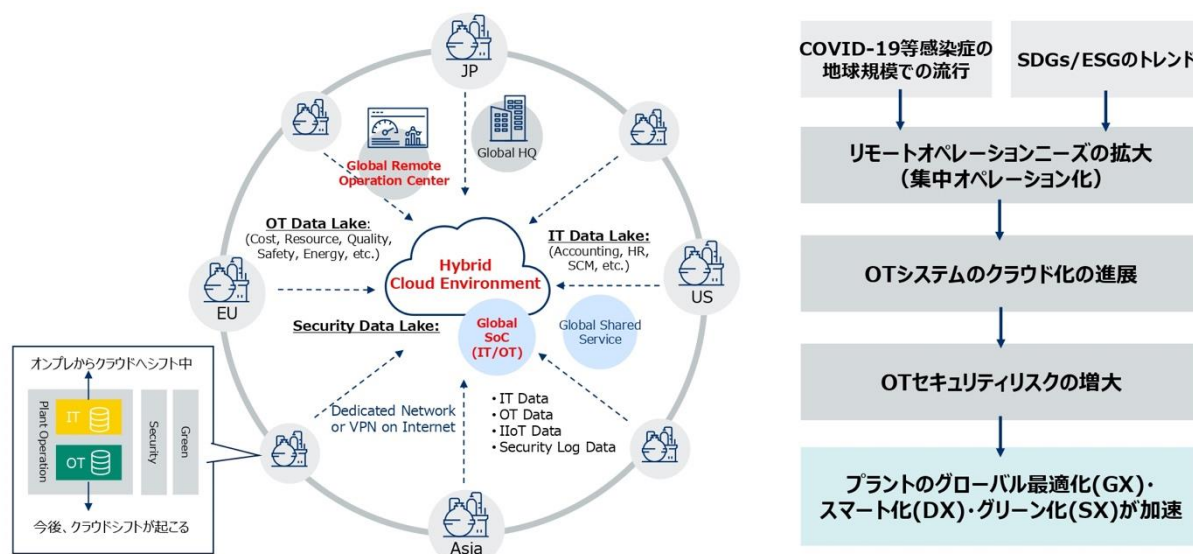 JP
Global Remote
Operation Center
Global HQ
OT Data Lake:
(Cost, Resource, Quality,
Safety, Energy, etc.)
IT Data Lake:
(Accounting, HR,
SCM, etc.)
Hybrid
Cloud Environment
EU
US
Security Data Lake:
Global
SoC
(IT/OT)
Global Shared
Service
Dedicated Network
or VPN on Internet
・IT Data
・OT Data
・IIoT Data
・Security Log Data
Asia
オンプレからクラウドへシフト中
Plant Operation
IT
OT
Security
Green
今後、クラウドシフトが起こる
COVID-19等感染症の
地球規模での流行
SDGs/ESGのトレンド
リモートオペレーションニーズの拡大
(集中オペレーション化)
OTシステムのクラウド化の進展
OTセキュリティリスクの増大
プラントのグローバル最適化(GX)・
スマート化(DX)・グリーン化(SX)が加速